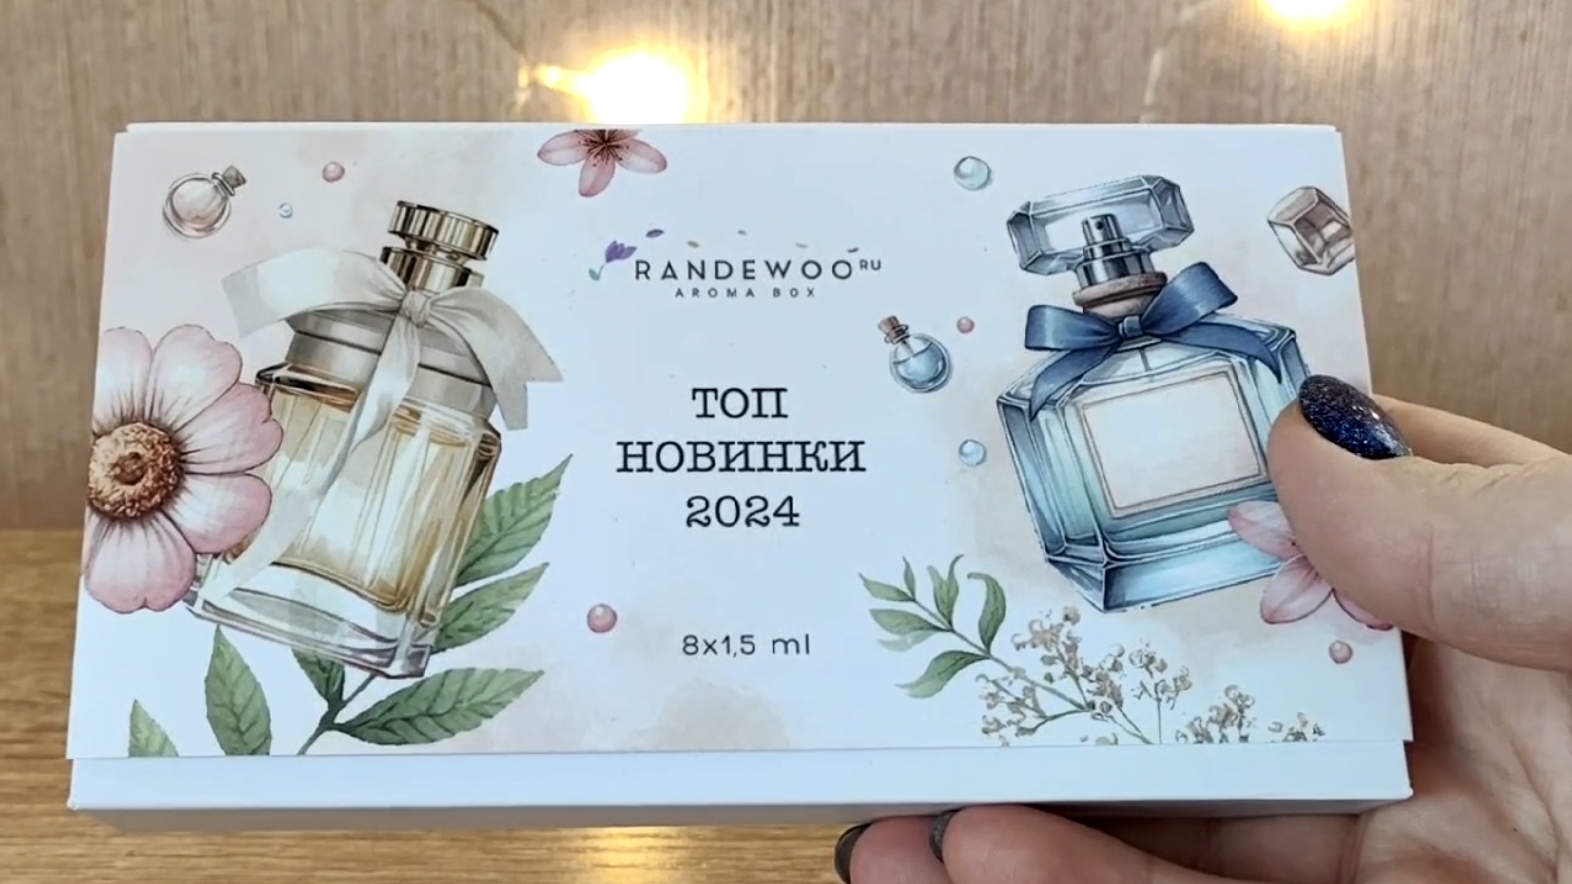 RANDEWOO RU
AROMA BOX
ТОП
НОВИНКИ
2024
8x1,5 ml